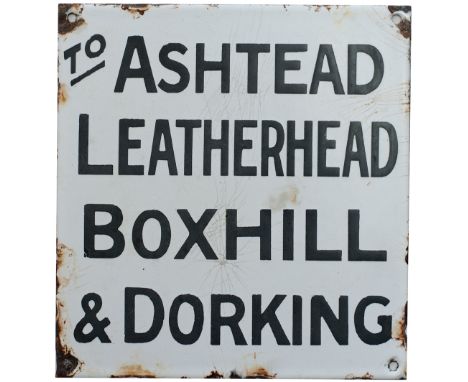 TO ASHTEAD
LEATHERHEAD
BOXHILL
& DORKING